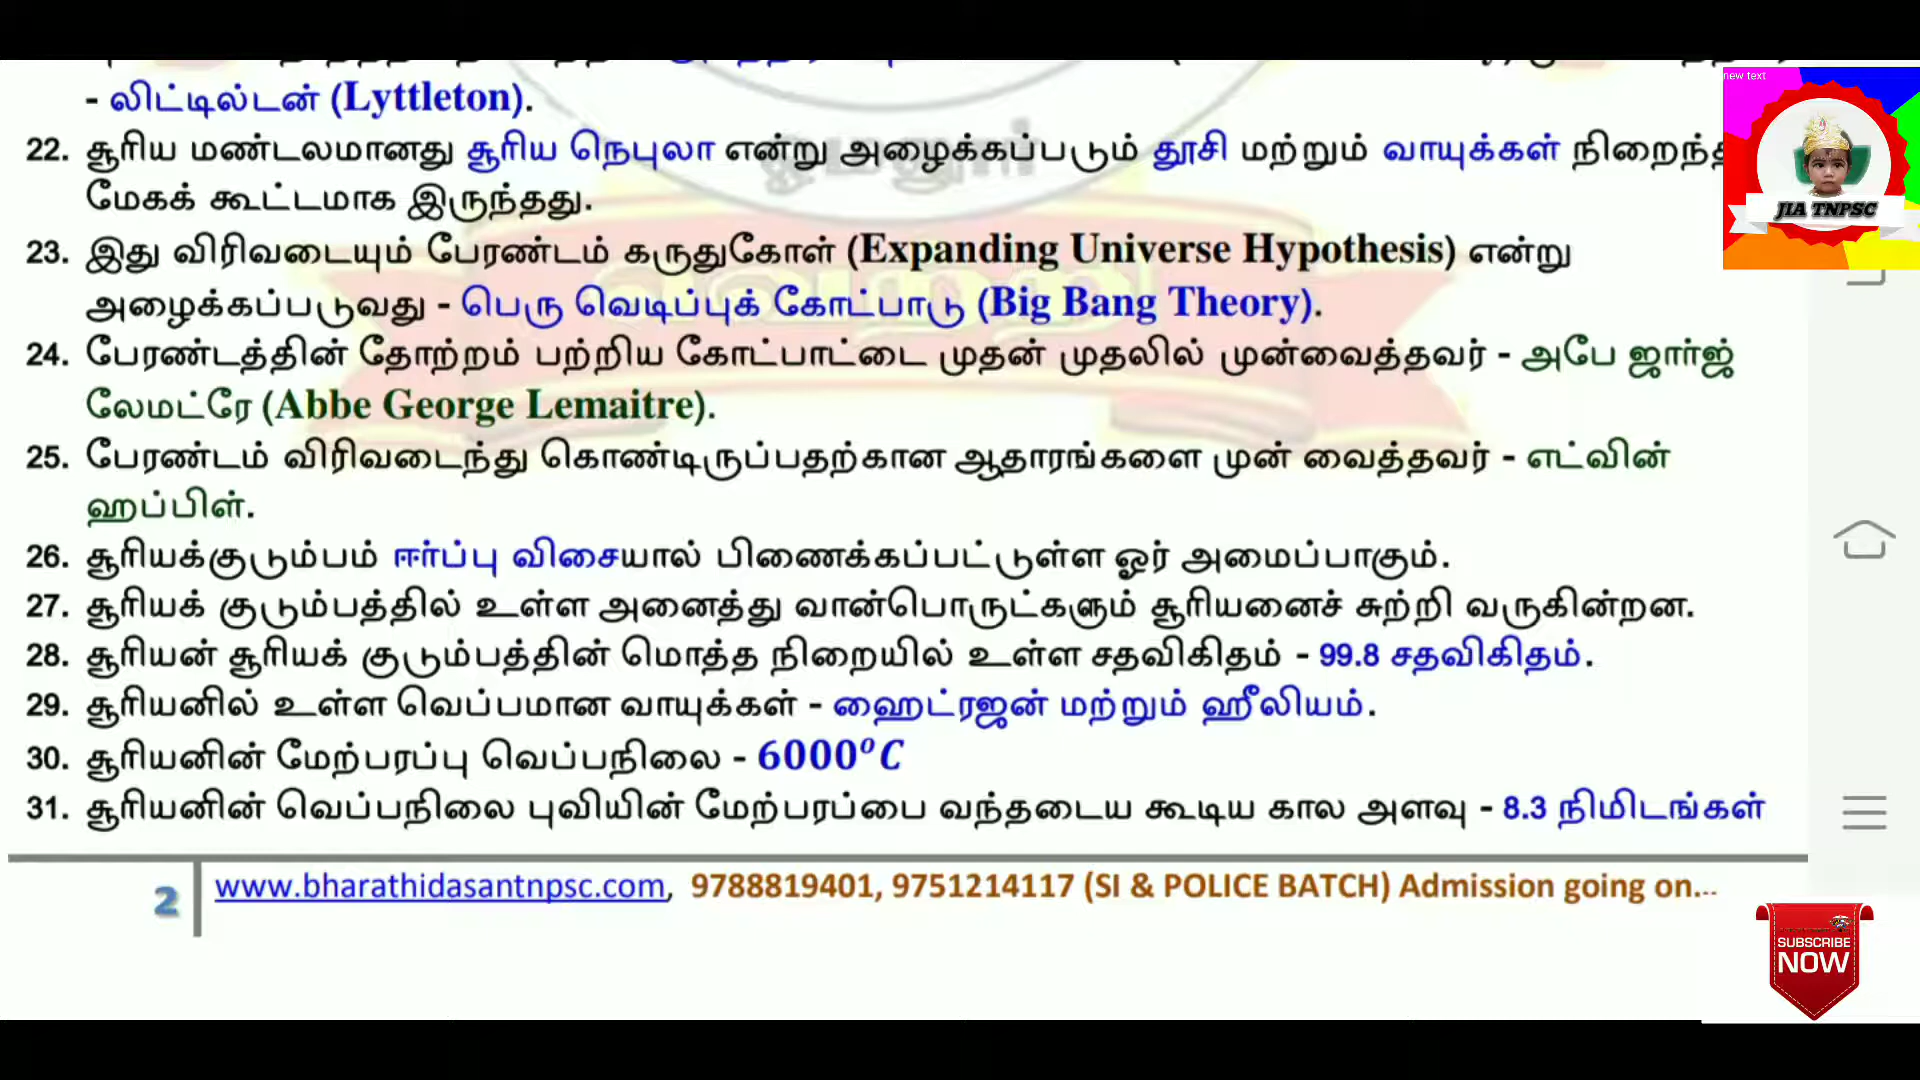 - லிட்டில்டன் (Lyttleton).
new text
22. சூரிய மண்டலமானது சூரிய நெபுலா என்று அழைக்கப்படும் தூசி மற்றும் வாயுக்கள்
மேகக் கூட்டமாக இருந்தது.
JIA TNPSC
23. இது விரிவடையும் பேரண்டம் கருதுகோள் (Expanding Universe Hypothesis) என்று
அழைக்கப்படுவது - பெரு வெடிப்புக் கோட்பாடு (Big Bang Theory).
24. பேரண்டத்தின் தோற்றம் பற்றிய கோட்பாட்டை முதன் முதலில் முன்வைத்தவர் - அபே ஜார்ஜ்
லேமட்ரே (Abbe George Lemaitre).
25. பேரண்டம் விரிவடைந்து கொண்டிருப்பதற்கான ஆதாரங்களை முன் வைத்தவர் - எட்வின்
ஹப்பிள்.
26. சூரியக்குடும்பம் ஈர்ப்பு விசையால் பிணைக்கப்பட்டுள்ள ஓர் அமைப்பாகும்.
27. சூரியக் குடும்பத்தில் உள்ள அனைத்து வான்பொருட்களும் சூரியனைச் சுற்றி வருகின்றன.
28. சூரியன் சூரியக் குடும்பத்தின் மொத்த நிறையில் உள்ள சதவிகிதம் - 99.8 சதவிகிதம்.
29. சூரியனில் உள்ள வெப்பமான வாயுக்கள் - ஹைட்ரஜன் மற்றும் ஹீலியம்.
30. சூரியனின் மேற்பரப்பு வெப்பநிலை - 6000°C
31. சூரியனின் வெப்பநிலை புவியின் மேற்பரப்பை வந்தடைய கூடிய கால அளவு - 8.3 நிமிடங்கள்
2 www.bharathidasantnpsc.com, 9788819401, 9751214117 (SI & POLICE BATCH) Admission going on...
SUBSCRIBE
NOW